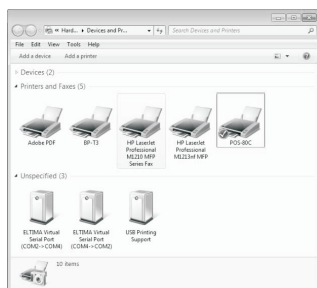 Hard... Devices and Pr...
Search Devices and Printers
File Edit View Tools Help
Add a device Add a printer
Devices (2)
Printers and Faxes (5)
Adobe PDF
BP-T3
HP LaserJet Professional M1210 MFP Series Fax
HP LaserJet Professional M1213nf MFP
POS-80C
Unspecified (3)
ELTIMA Virtual Serial Port (COM2->COM4)
ELTIMA Virtual Serial Port (COM4->COM2)
USB Printing Support
10 items